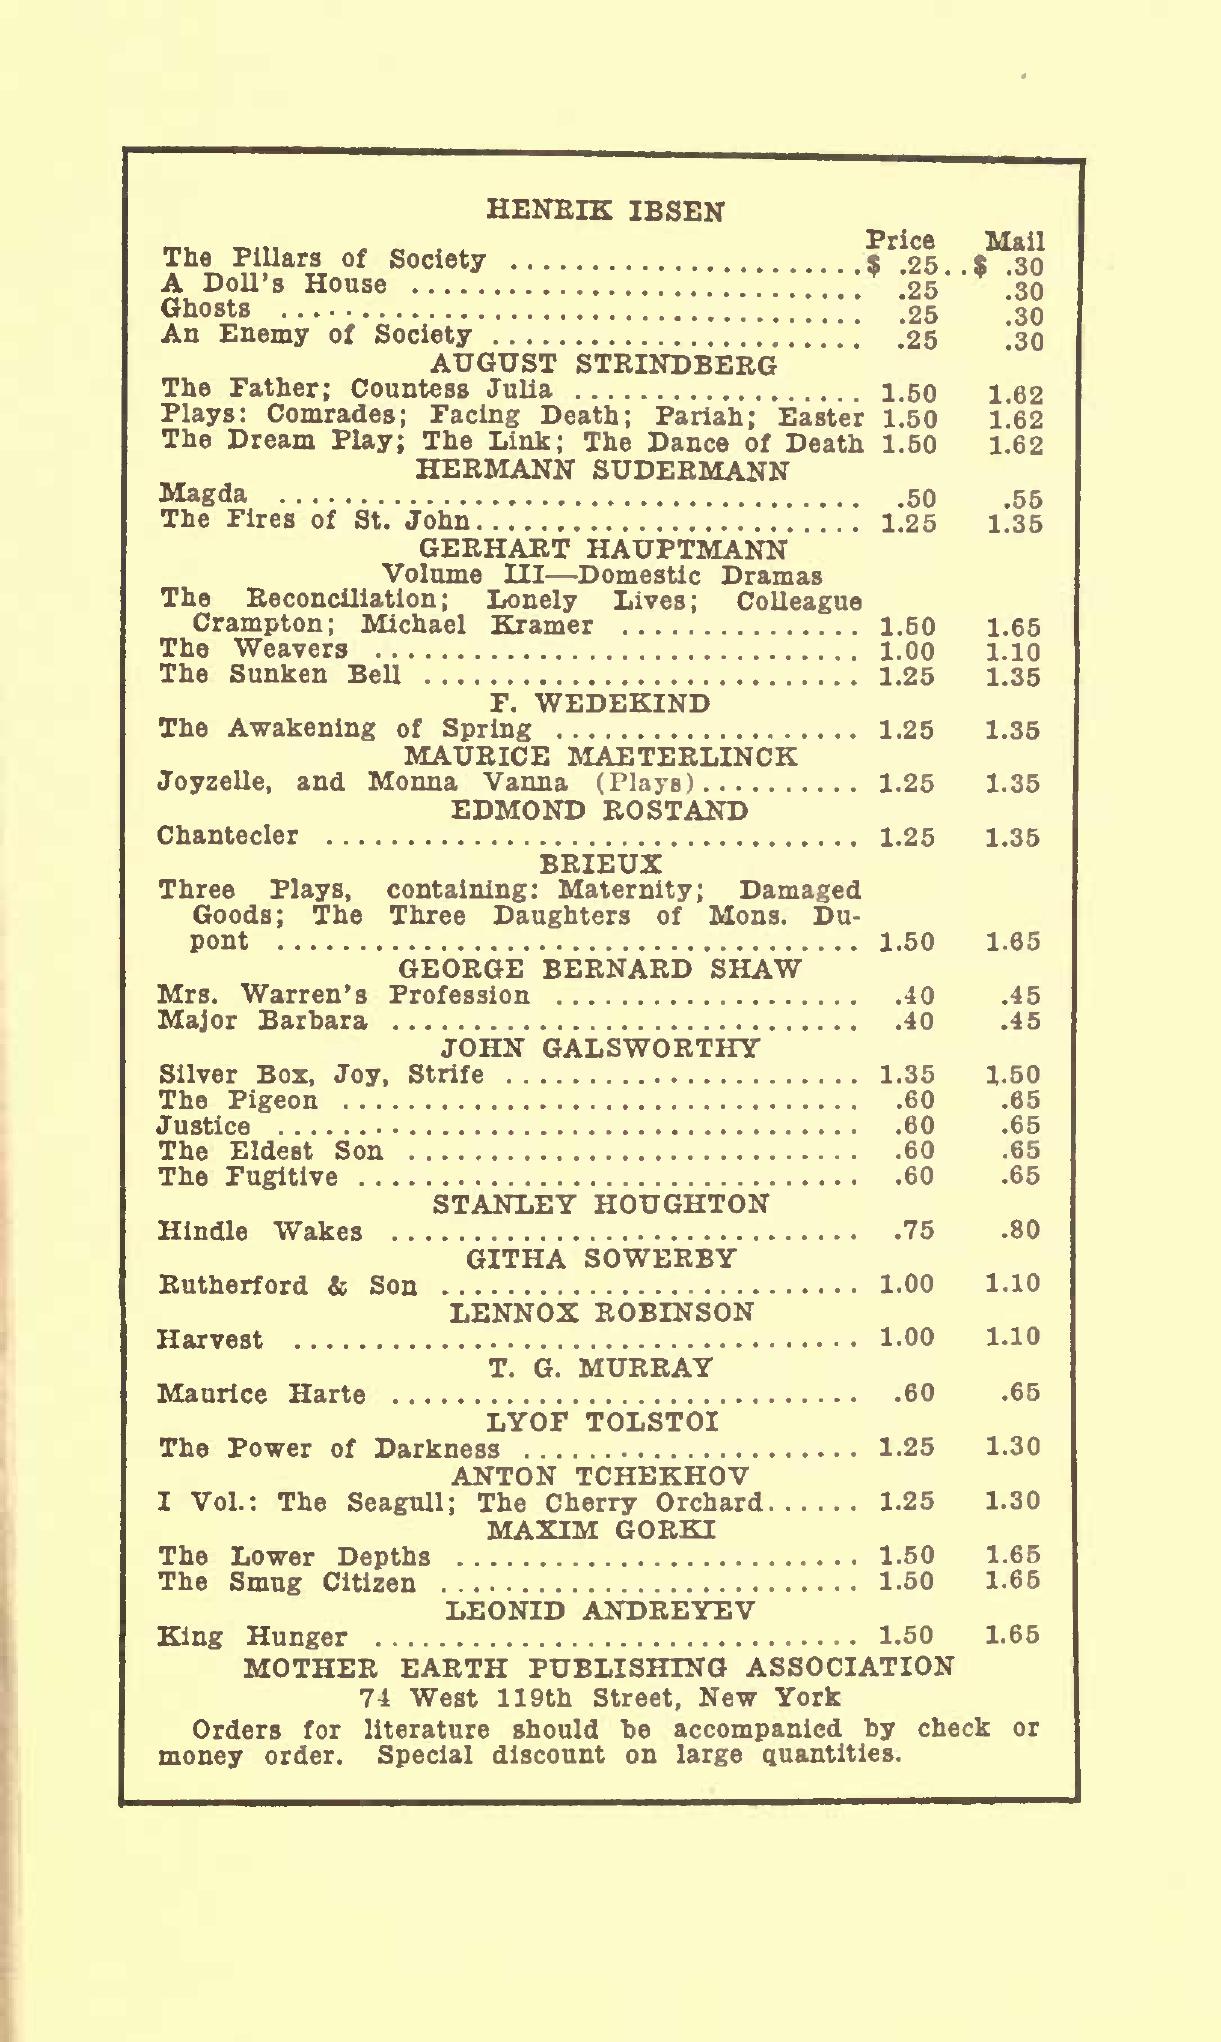 HENRIK IBSEN
Price Mail
The Pillars of Society ......................$ .25..$ .30
A Doll's House ............................ .25 .30
Ghosts .................................... .25 .30
An Enemy of Society ....................... .25 .30
AUGUST STRINDBERG
The Father; Countess Julia .................. 1.50 1.62
Plays: Comrades; Facing Death; Pariah; Easter 1.50 1.62
The Dream Play; The Link; The Dance of Death 1.50 1.62
HERMANN SUDERMANN
Magda .................................... .50 .55
The Fires of St. John........................ 1.25 1.35
GERHART HAUPTMANN
Volume III—Domestic Dramas
The Reconciliation; Lonely Lives; Colleague
Crampton; Michael Kramer ............... 1.50 1.65
The Weavers .............................. 1.00 1.10
The Sunken Bell ........................... 1.25 1.35
F. WEDEKIND
The Awakening of Spring ................... 1.25 1.35
MAURICE MAETERLINCK
Joyzelle, and Monna Vanna (Plays).......... 1.25 1.35
EDMOND ROSTAND
Chantecler ................................. 1.25 1.35
BRIEUX
Three Plays, containing: Maternity; Damaged
Goods; The Three Daughters of Mons. Du-
pont .................................... 1.50 1.65
GEORGE BERNARD SHAW
Mrs. Warren's Profession ................... .40 .45
Major Barbara ............................. .40 .45
JOHN GALSWORTHY
Silver Box, Joy, Strife ...................... 1.35 1.50
The Pigeon ................................ .60 .65
Justice .................................... .60 .65
The Eldest Son ............................ .60 .65
The Fugitive ............................... .60 .65
STANLEY HOUGHTON
Hindle Wakes ............................. .75 .80
GITHA SOWERBY
Rutherford & Son .......................... 1.00 1.10
LENNOX ROBINSON
Harvest ................................... 1.00 1.10
T. G. MURRAY
Maurice Harte ............................. .60 .65
LYOF TOLSTOI
The Power of Darkness ..................... 1.25 1.30
ANTON TCHEKHOV
I Vol.: The Seagull; The Cherry Orchard...... 1.25 1.30
MAXIM GORKI
The Lower Depths ......................... 1.50 1.65
The Smug Citizen .......................... 1.50 1.65
LEONID ANDREYEV
King Hunger .............................. 1.50 1.65
MOTHER EARTH PUBLISHING ASSOCIATION
74 West 119th Street, New York
Orders for literature should be accompanied by check or
money order. Special discount on large quantities.